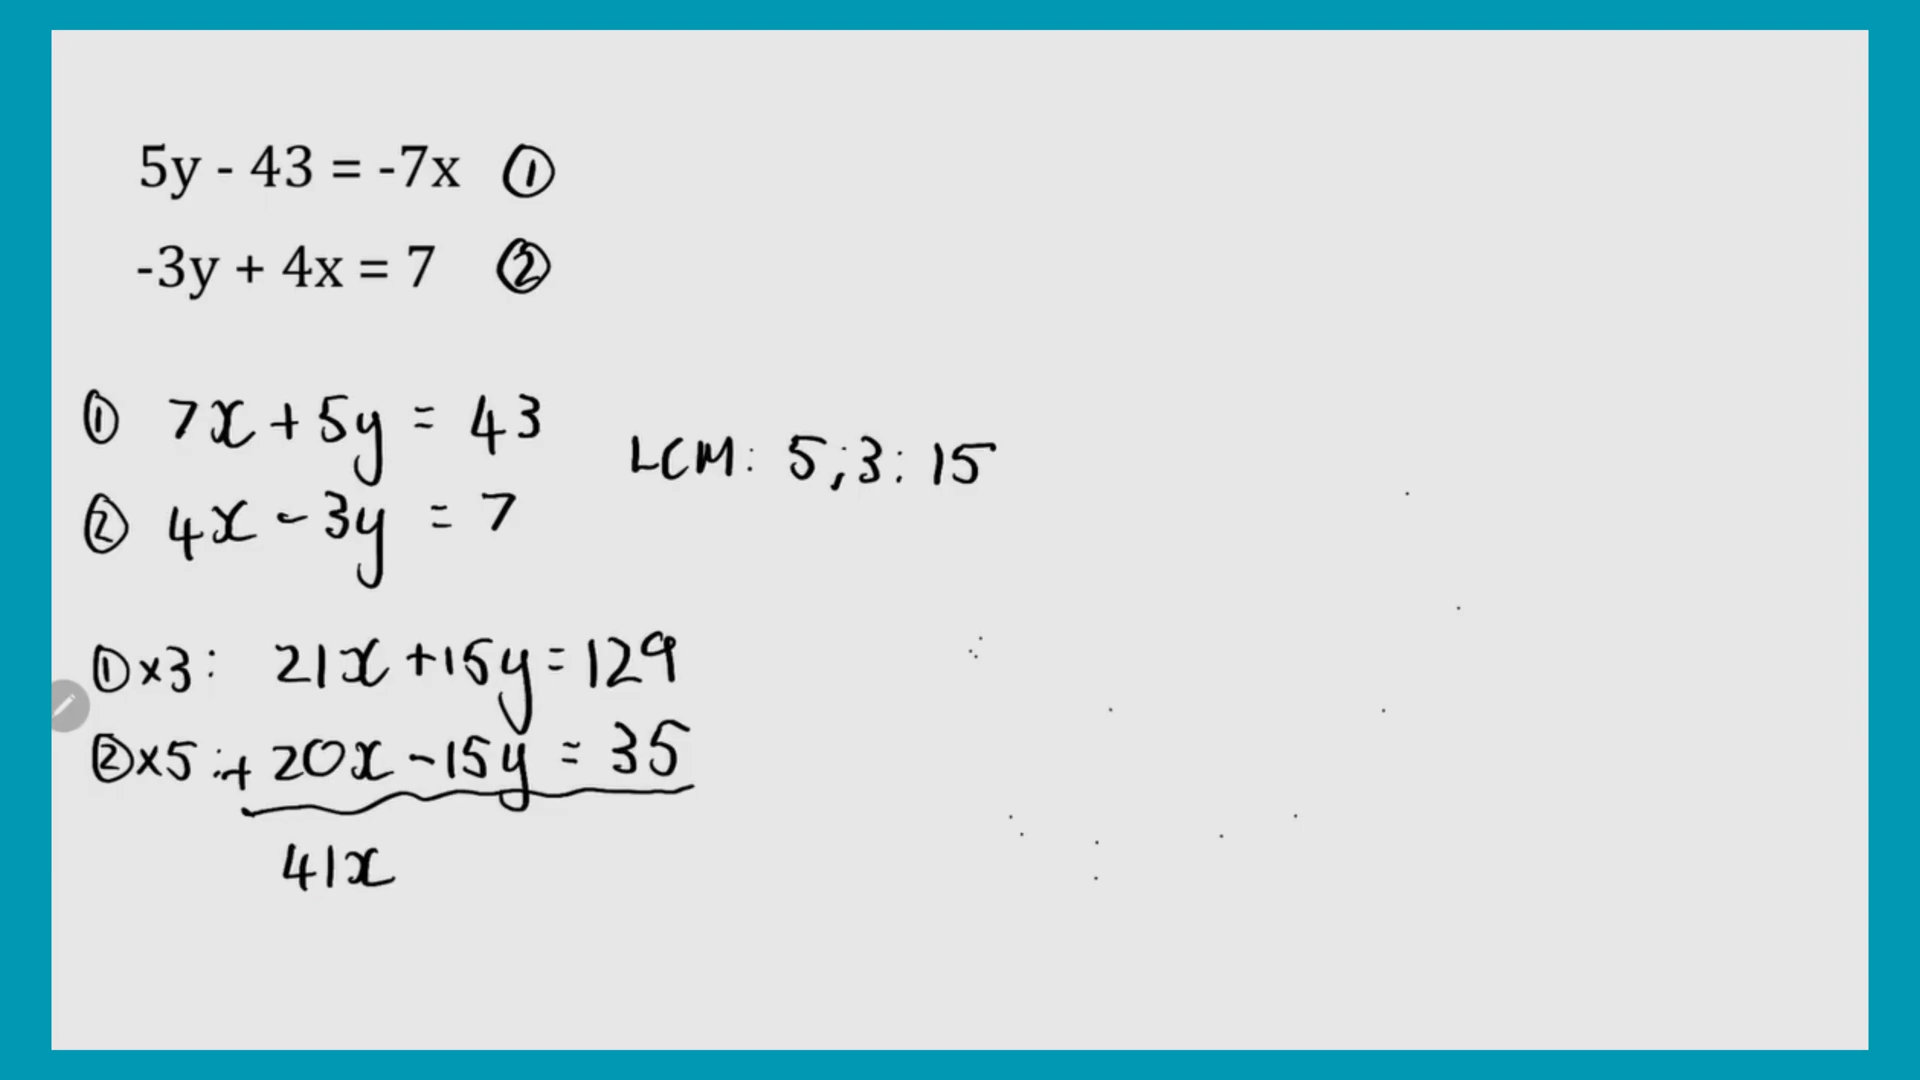 5y - 43 = -7x ①
-3y + 4x = 7 ②
① 7x + 5y = 43
LCM: 5;3: 15
② 4x - 3y = 7
①×3: 21x +15y = 129
②×5 :+ 20x -15y = 35
41x